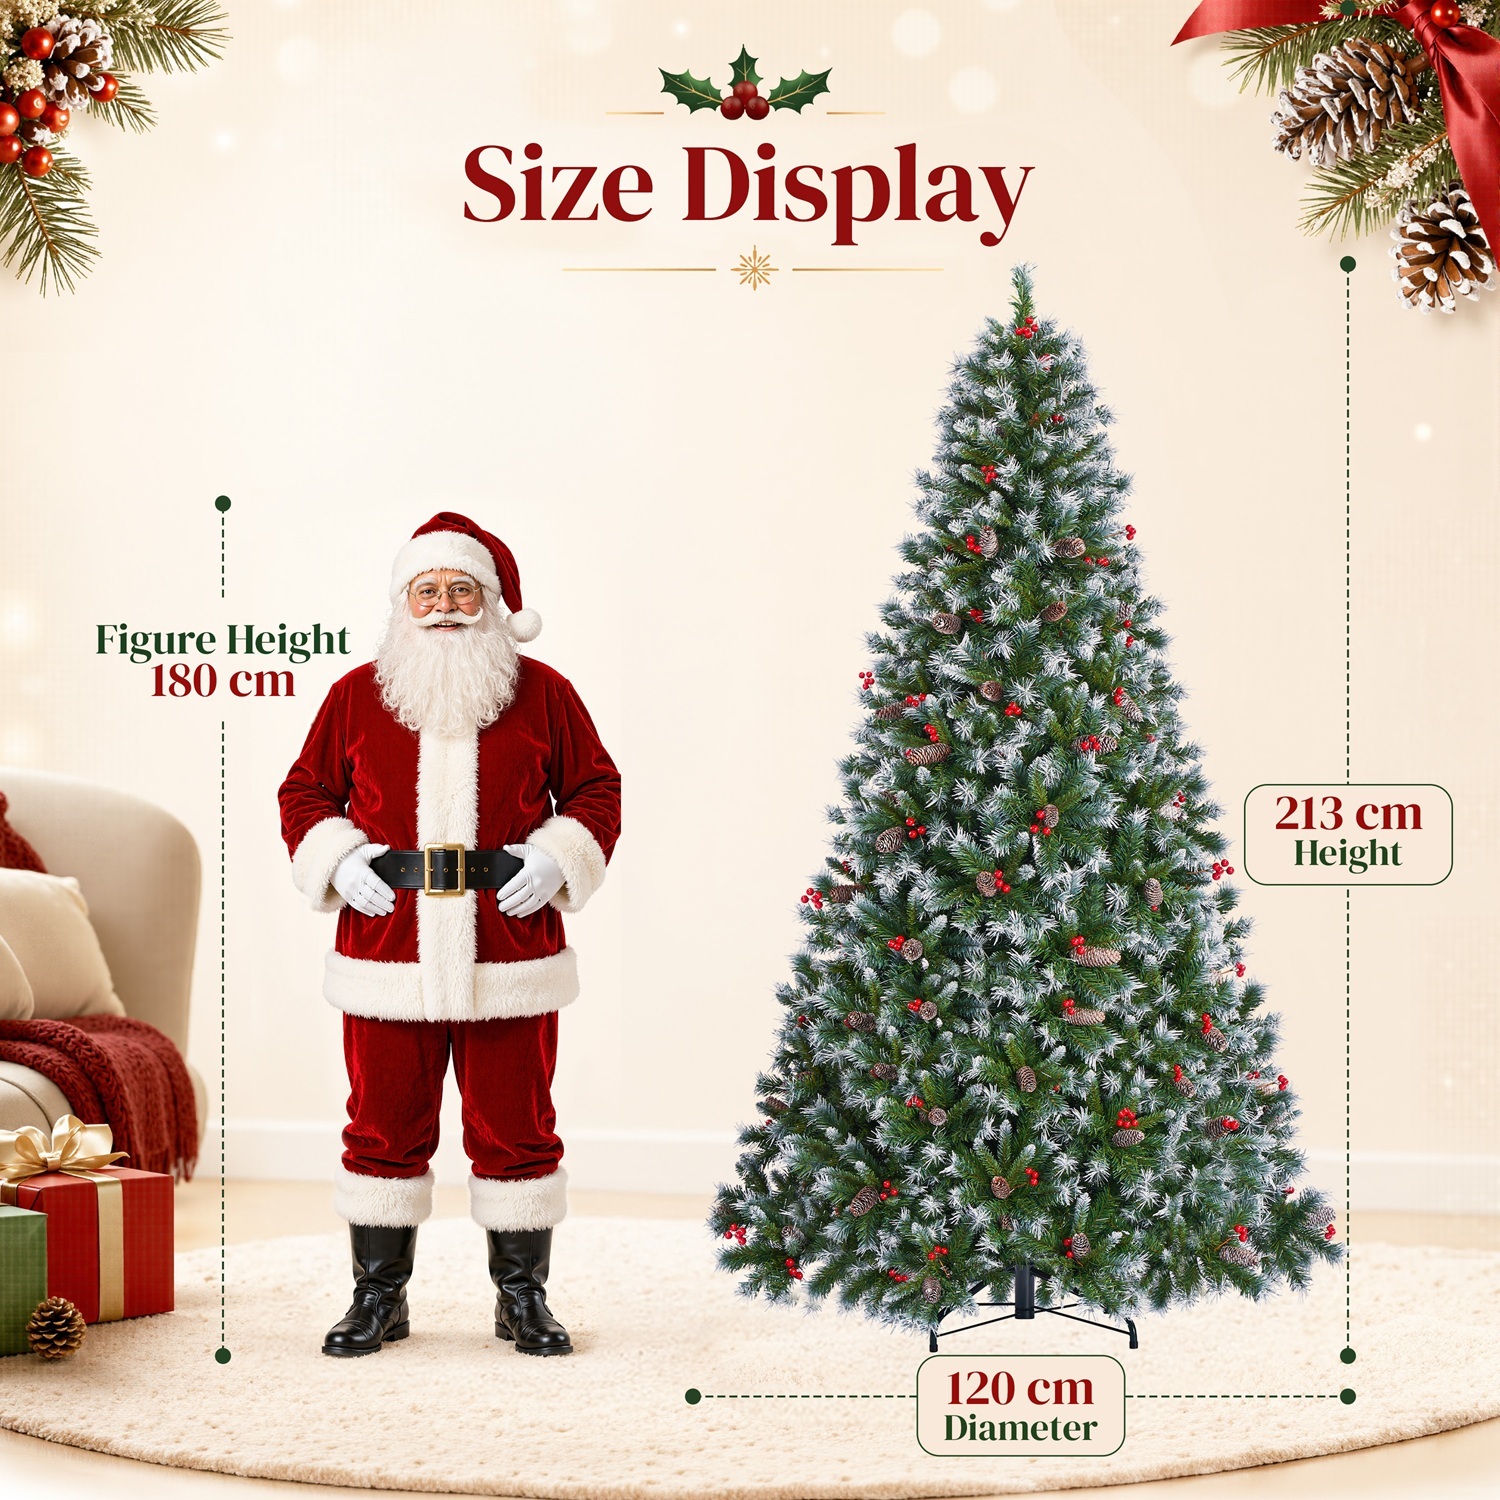 Size Display
Figure Height
180 cm
213 cm
Height
120 cm
Diameter